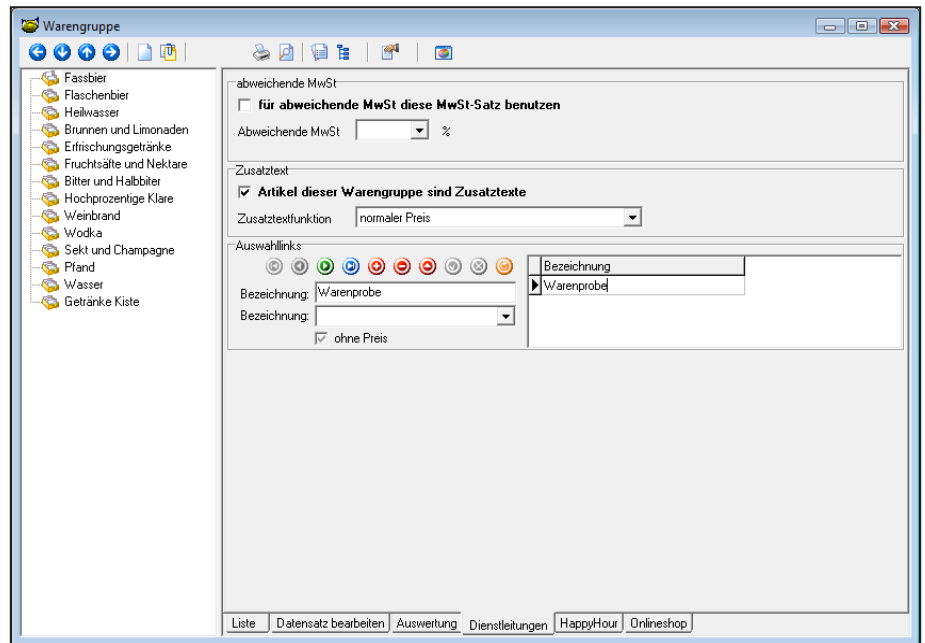 Warengruppe
Fassbier
Flaschenbier
Heilwasser
Brunnen und Limonaden
Erfrischungsgetränke
Fruchtsäfte und Nektare
Bitter und Halbbiter
Hochprozentige Klare
Weinbrand
Wodka
Sekt und Champagne
Pfand
Wasser
Getränke Kiste
abweichende MwSt
für abweichende MwSt diese MwSt-Satz benutzen
Abweichende MwSt %
Zusatztext
Artikel dieser Warengruppe sind Zusatztexte
Zusatztextfunktion normaler Preis
Auswahllinks
Bezeichnung: Warenprobe
Bezeichnung:
ohne Preis
Bezeichnung
Warenprobe
Liste Datensatz bearbeiten Auswertung Dienstleitungen HappyHour Onlineshop